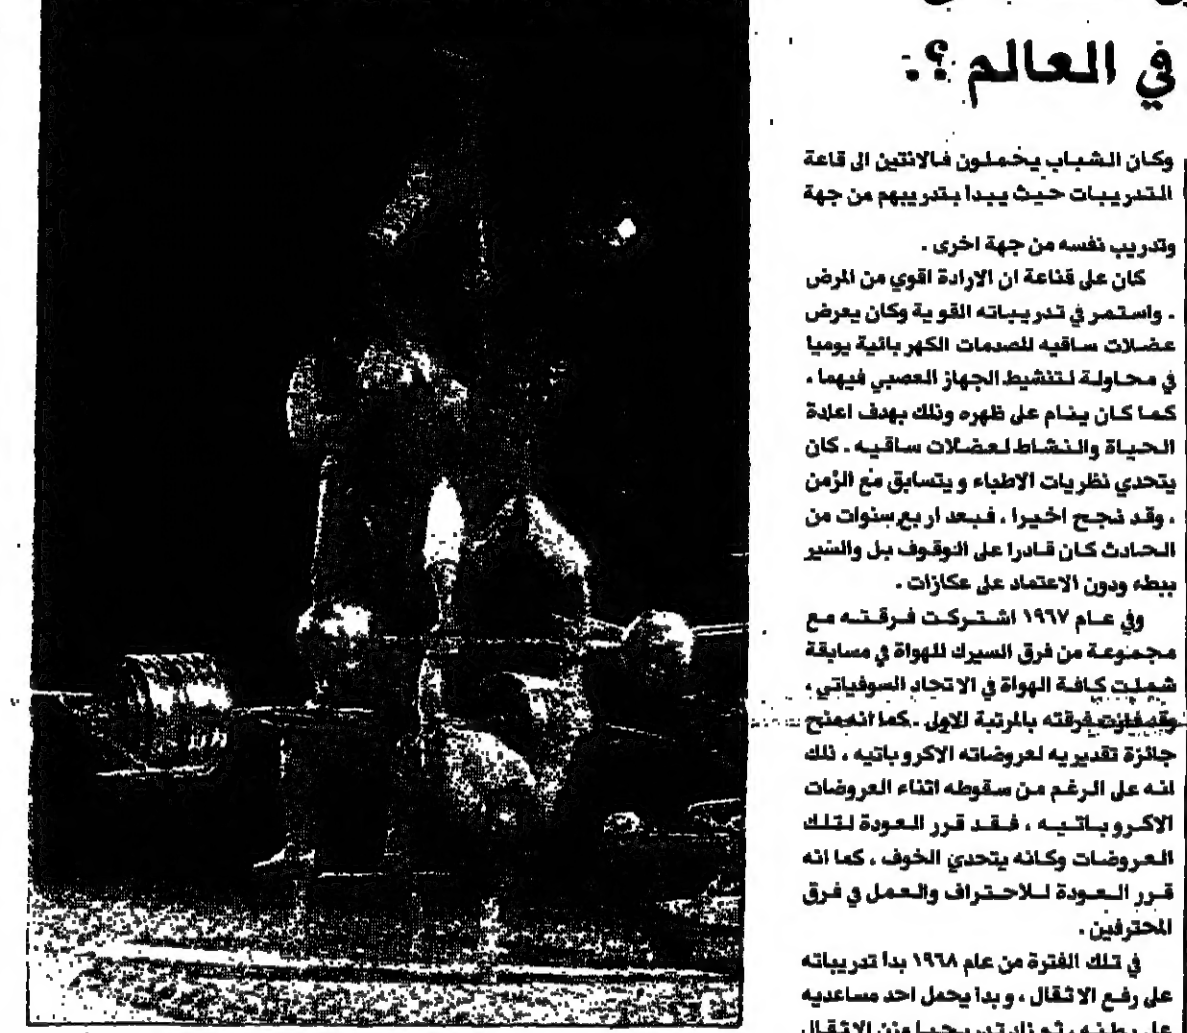 في العالم ؟.
وكان الشباب يحملون فالانتين الى قاعة
التدريبات حيث يبدا بتدريبهم من جهة
وتدريب نفسه من جهة اخرى .
كان على قناعة ان الارادة اقوي من المرض
. واستمر في تدريباته القوية وكان يعرض
عضلات ساقيه للصدمات الكهربائية يوميا
في محاولة لتنشيط الجهاز العصبي فيهما ،
كما كان ينام على ظهره وذلك بهدف اعادة
الحياة والنشاط لعضلات ساقيه . كان
يتحدي نظريات الاطباء ويتسابق مع الزمن
، وقد نجح اخيرا ، فبعد اربع سنوات من
الحادث كان قادرا على الوقوف بل والسير
ببطء ودون الاعتماد على عكازات .
وفي عام ١٩٦٧ اشتركت فرقته مع
مجموعة من فرق السيرك للهواة في مسابقة
شملت كافة الهواة في الاتحاد السوفياتي ،
وقد فازت فرقته بالمرتبة الاولى . كما انه منح
جائزة تقديريه لعروضاته الاكروباتيه ، ذلك
انه على الرغم من سقوطه اثناء العروضات
الاكروباتيه ، فقد قرر العودة لتلك
العروضات وكانه يتحدي الخوف ، كما انه
قرر العودة للاحتراف والعمل في فرق
المحترفين .
في تلك الفترة من عام ١٩٦٨ بدا تدريباته
على رفع الاثقال ، وبدا يحمل احد مساعديه